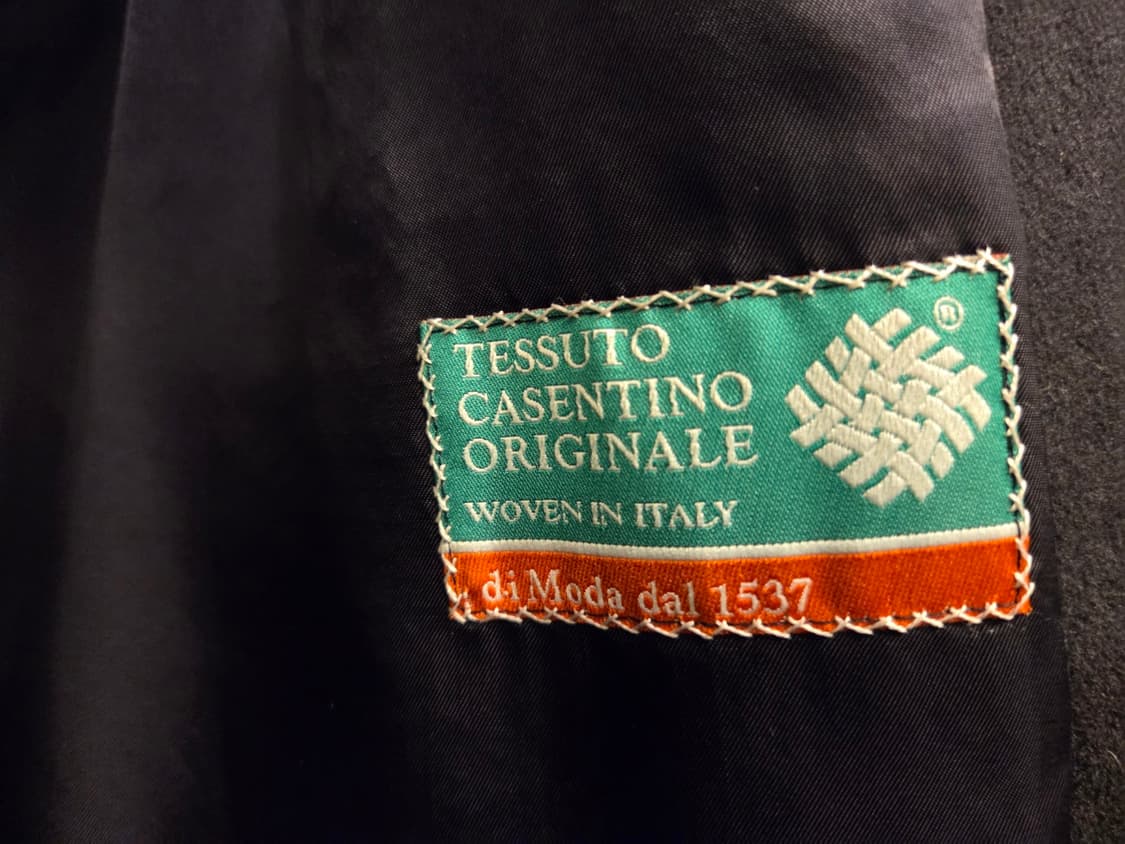 TESSUTO
CASENTINO
ORIGINALE
WOVEN IN ITALY
di Moda dal 1537
®